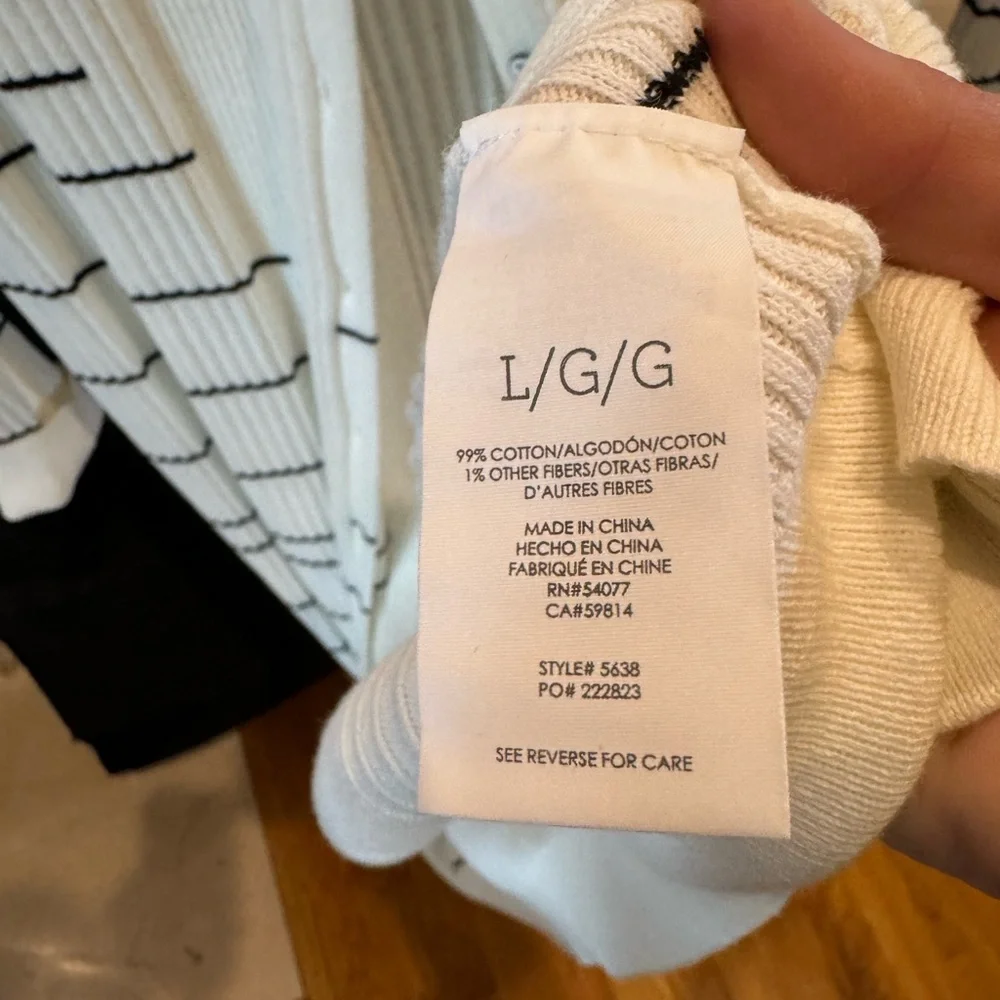 L/G/G
99% COTTON/ALGODÓN/COTON
1% OTHER FIBERS/OTRAS FIBRAS/
D'AUTRES FIBRES
MADE IN CHINA
HECHO EN CHINA
FABRIQUÉ EN CHINE
RN#54077
CA#59814
STYLE# 5638
PO# 222823
SEE REVERSE FOR CARE